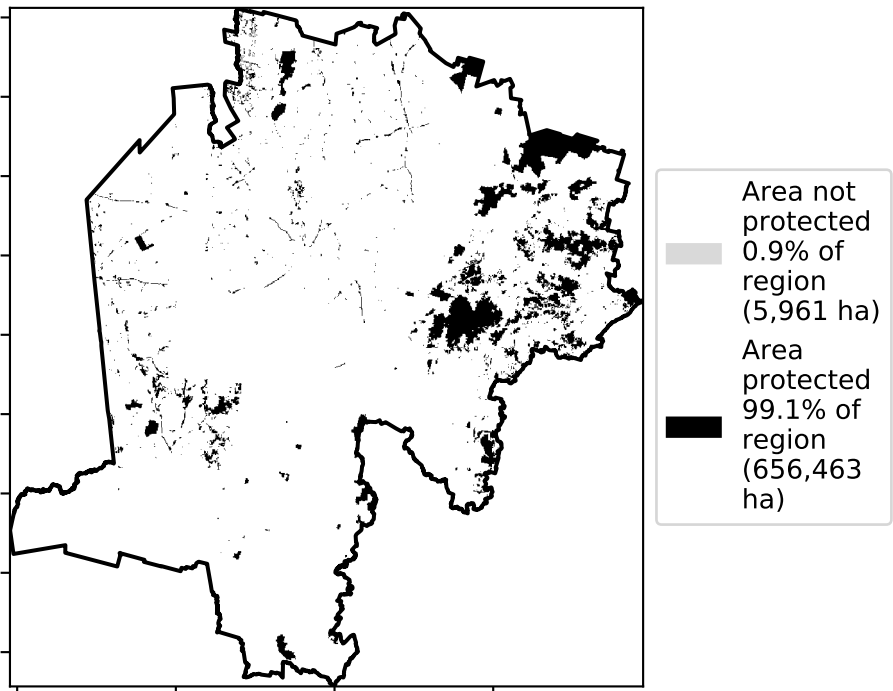 Area not
protected
0.9% of
region
(5,961 ha)
Area
protected
99.1% of
region
(656,463
ha)